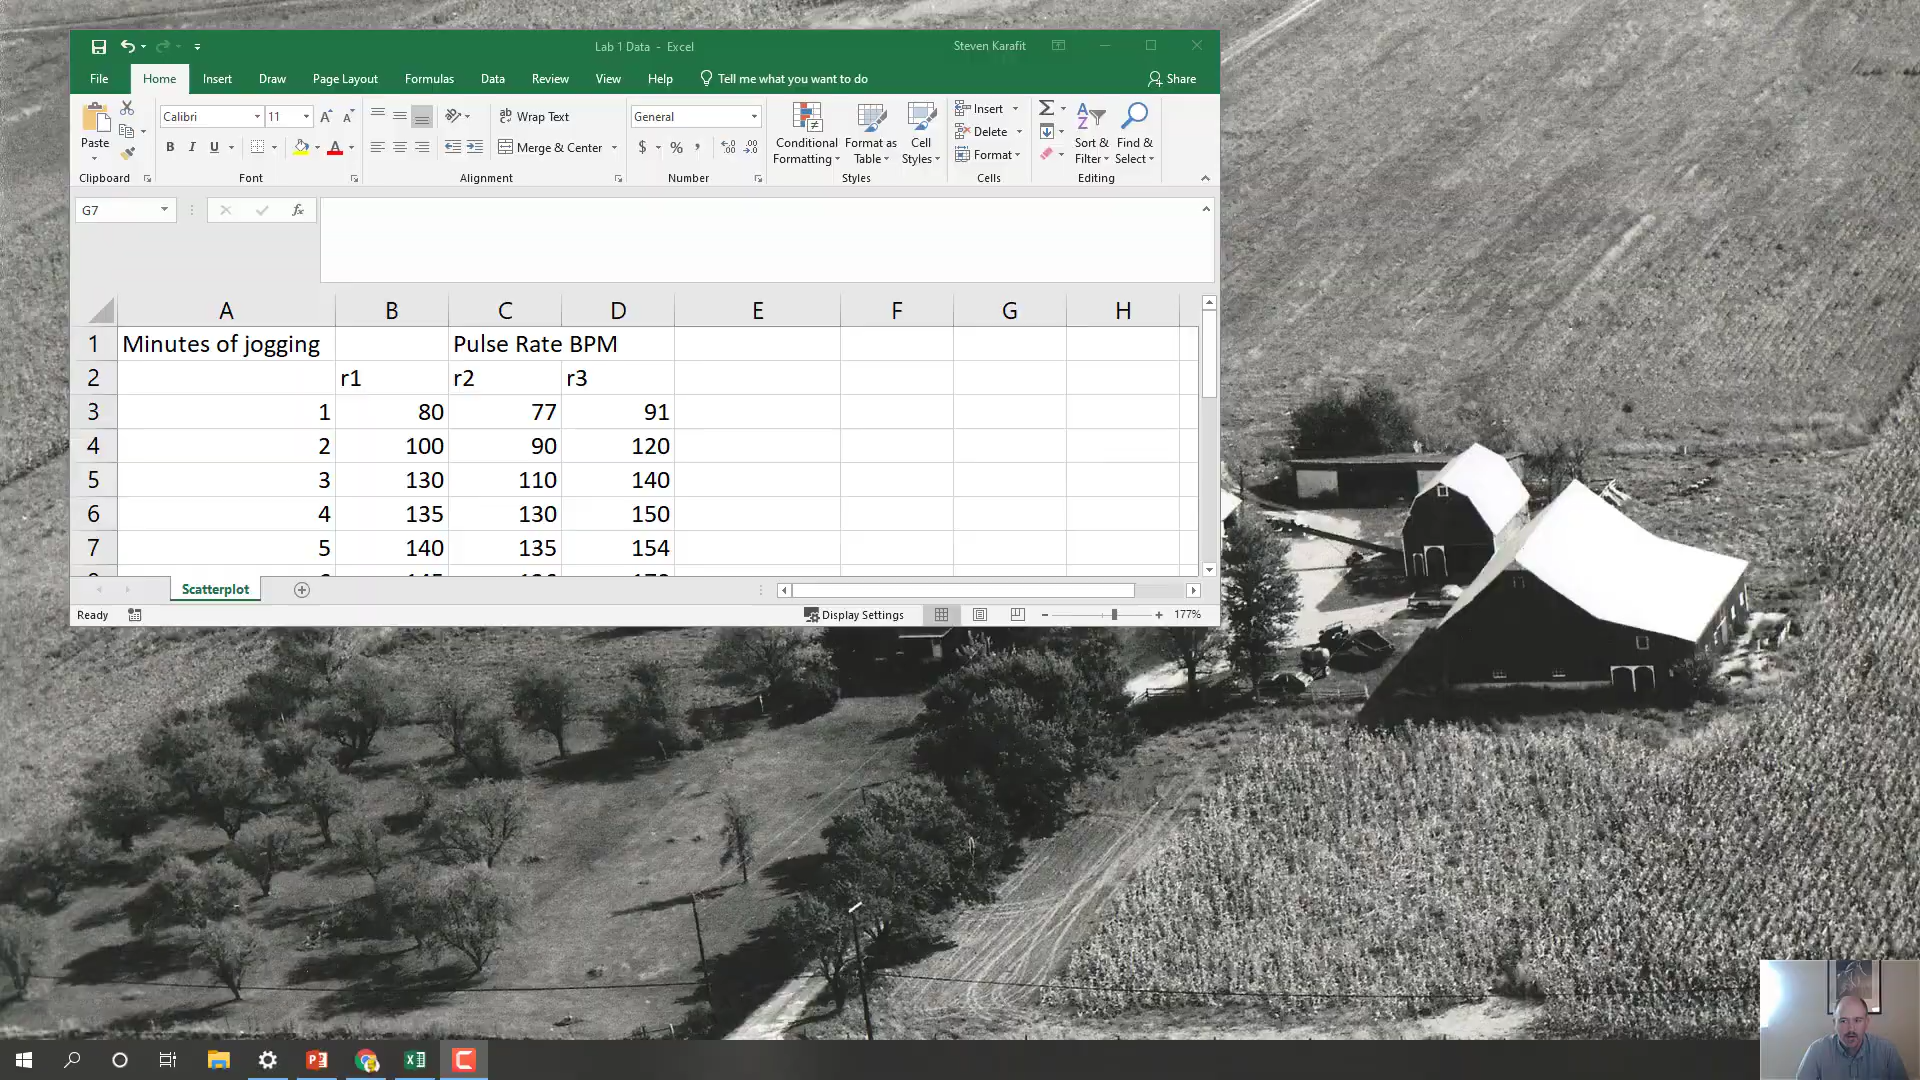 Lab 1 Data - Excel
Steven Karafit
File Home Insert Draw Page Layout Formulas Data Review View Help Tell me what you want to do Share
Paste
Clipboard
Calibri 11
B I U
Font
Wrap Text
Merge & Center
Alignment
General
$ % ,
Number
Conditional Formatting
Format as Table
Cell Styles
Styles
Insert
Delete
Format
Cells
Sort & Filter
Find & Select
Editing
G7
fx
A B C D E F G H
1 Minutes of jogging Pulse Rate BPM
2 r1 r2 r3
3 1 80 77 91
4 2 100 90 120
5 3 130 110 140
6 4 135 130 150
7 5 140 135 154
Scatterplot
Ready
Display Settings
177%